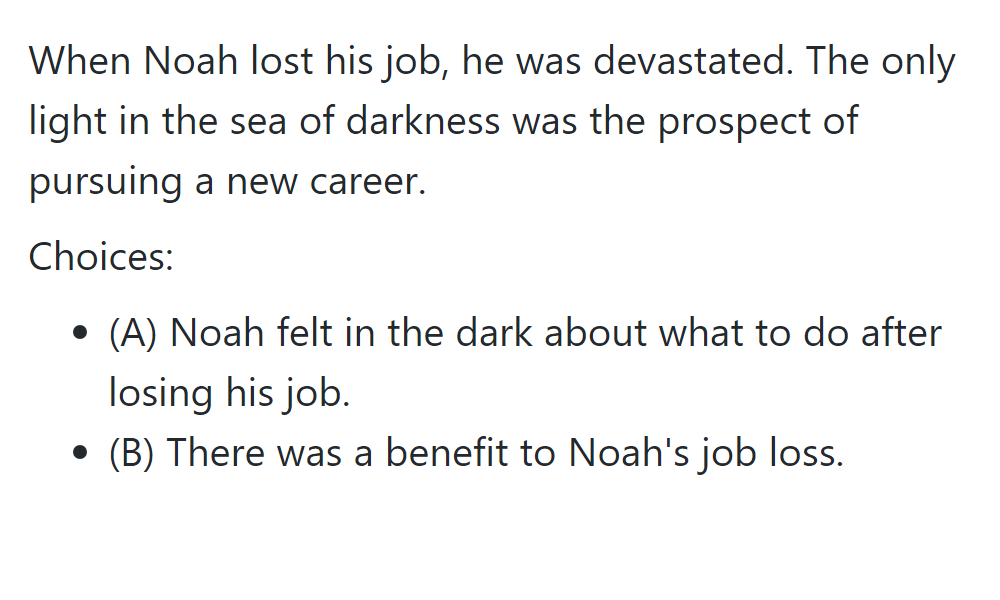 When Noah lost his job, he was devastated. The only
light in the sea of darkness was the prospect of
pursuing a new career.
Choices:
• (A) Noah felt in the dark about what to do after
losing his job.
• (B) There was a benefit to Noah's job loss.